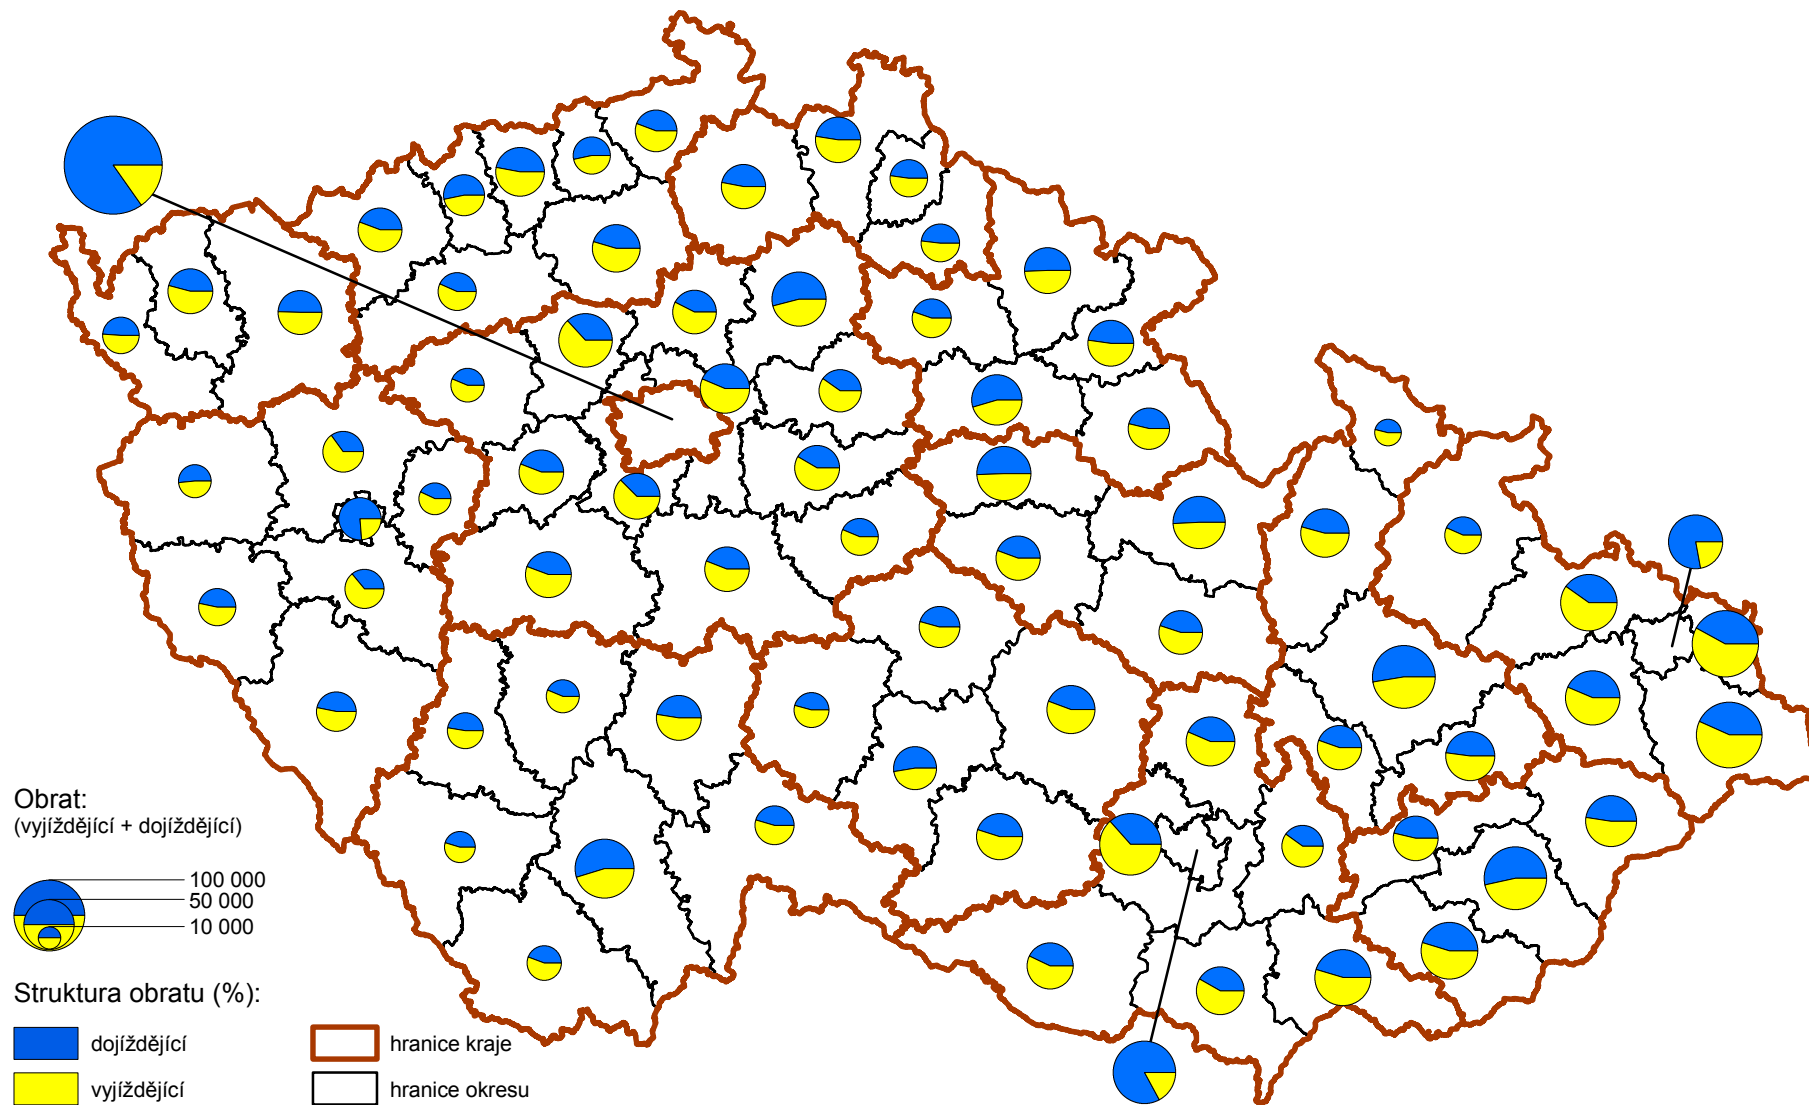 Obrat:
(vyjíždějící + dojíždějící)
100 000
50 000
10 000
Struktura obratu (%):
dojíždějící
hranice kraje
vyjíždějící
hranice okresu